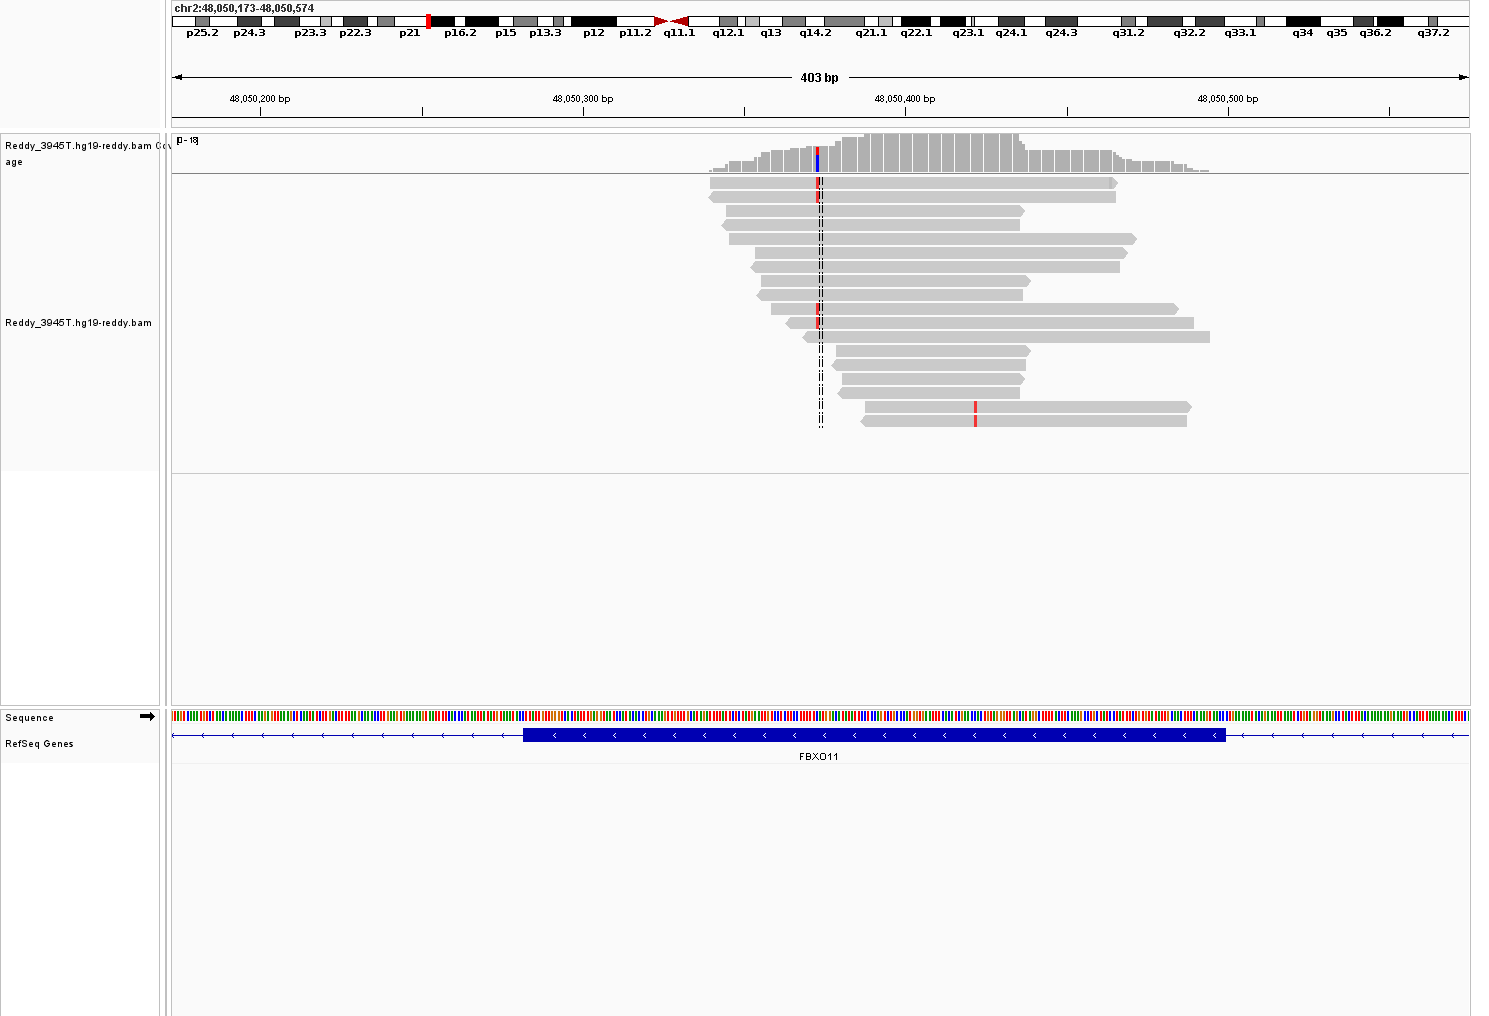 chr2:48,050,173-48,050,574
p25.2 p24.3 p23.3 p22.3 p21 p16.2 p15 p13.3 p12 p11.2 q11.1 q12.1 q13 q14.2 q21.1 q22.1 q23.1 q24.1 q24.3 q31.2 q32.2 q33.1 q34 q35 q36.2 q37.2
403 bp
48,050,200 bp 48,050,300 bp 48,050,400 bp 48,050,500 bp
[0 - 18]
Reddy_3945T.hg19-reddy.bam Cov
age
Reddy_3945T.hg19-reddy.bam
Sequence
RefSeq Genes
FBXO11